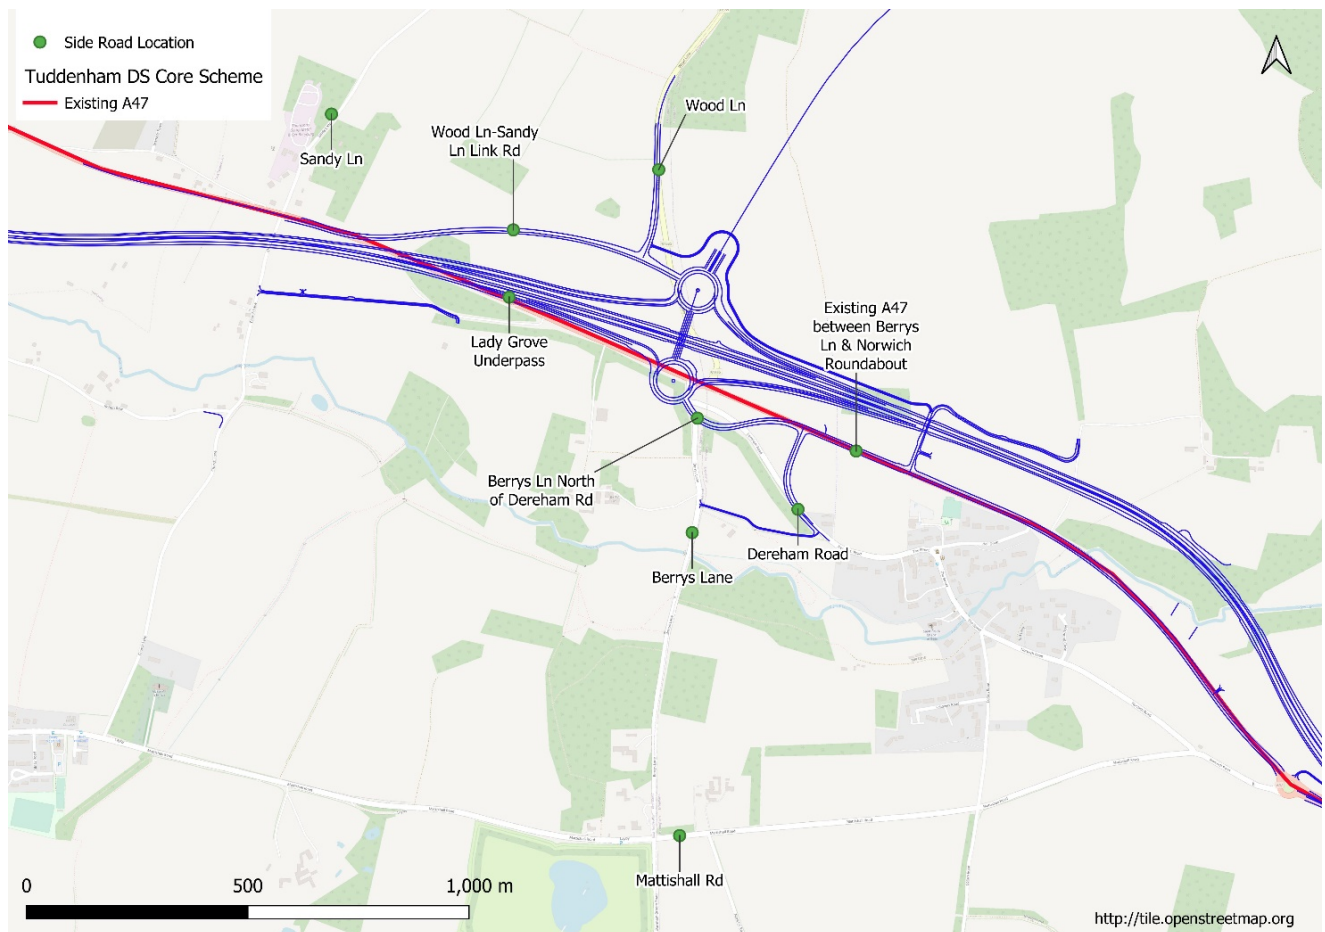 Side Road Location
Tuddenham DS Core Scheme
Existing A47
Sandy Ln
Wood Ln-Sandy
Ln Link Rd
Wood Ln
Lady Grove
Underpass
Existing A47
between Berrys
Ln & Norwich
Roundabout
Berrys Ln North
of Dereham Rd
Dereham Road
Berrys Lane
Mattishall Rd
0 500 1,000 m
http://tile.openstreetmap.org